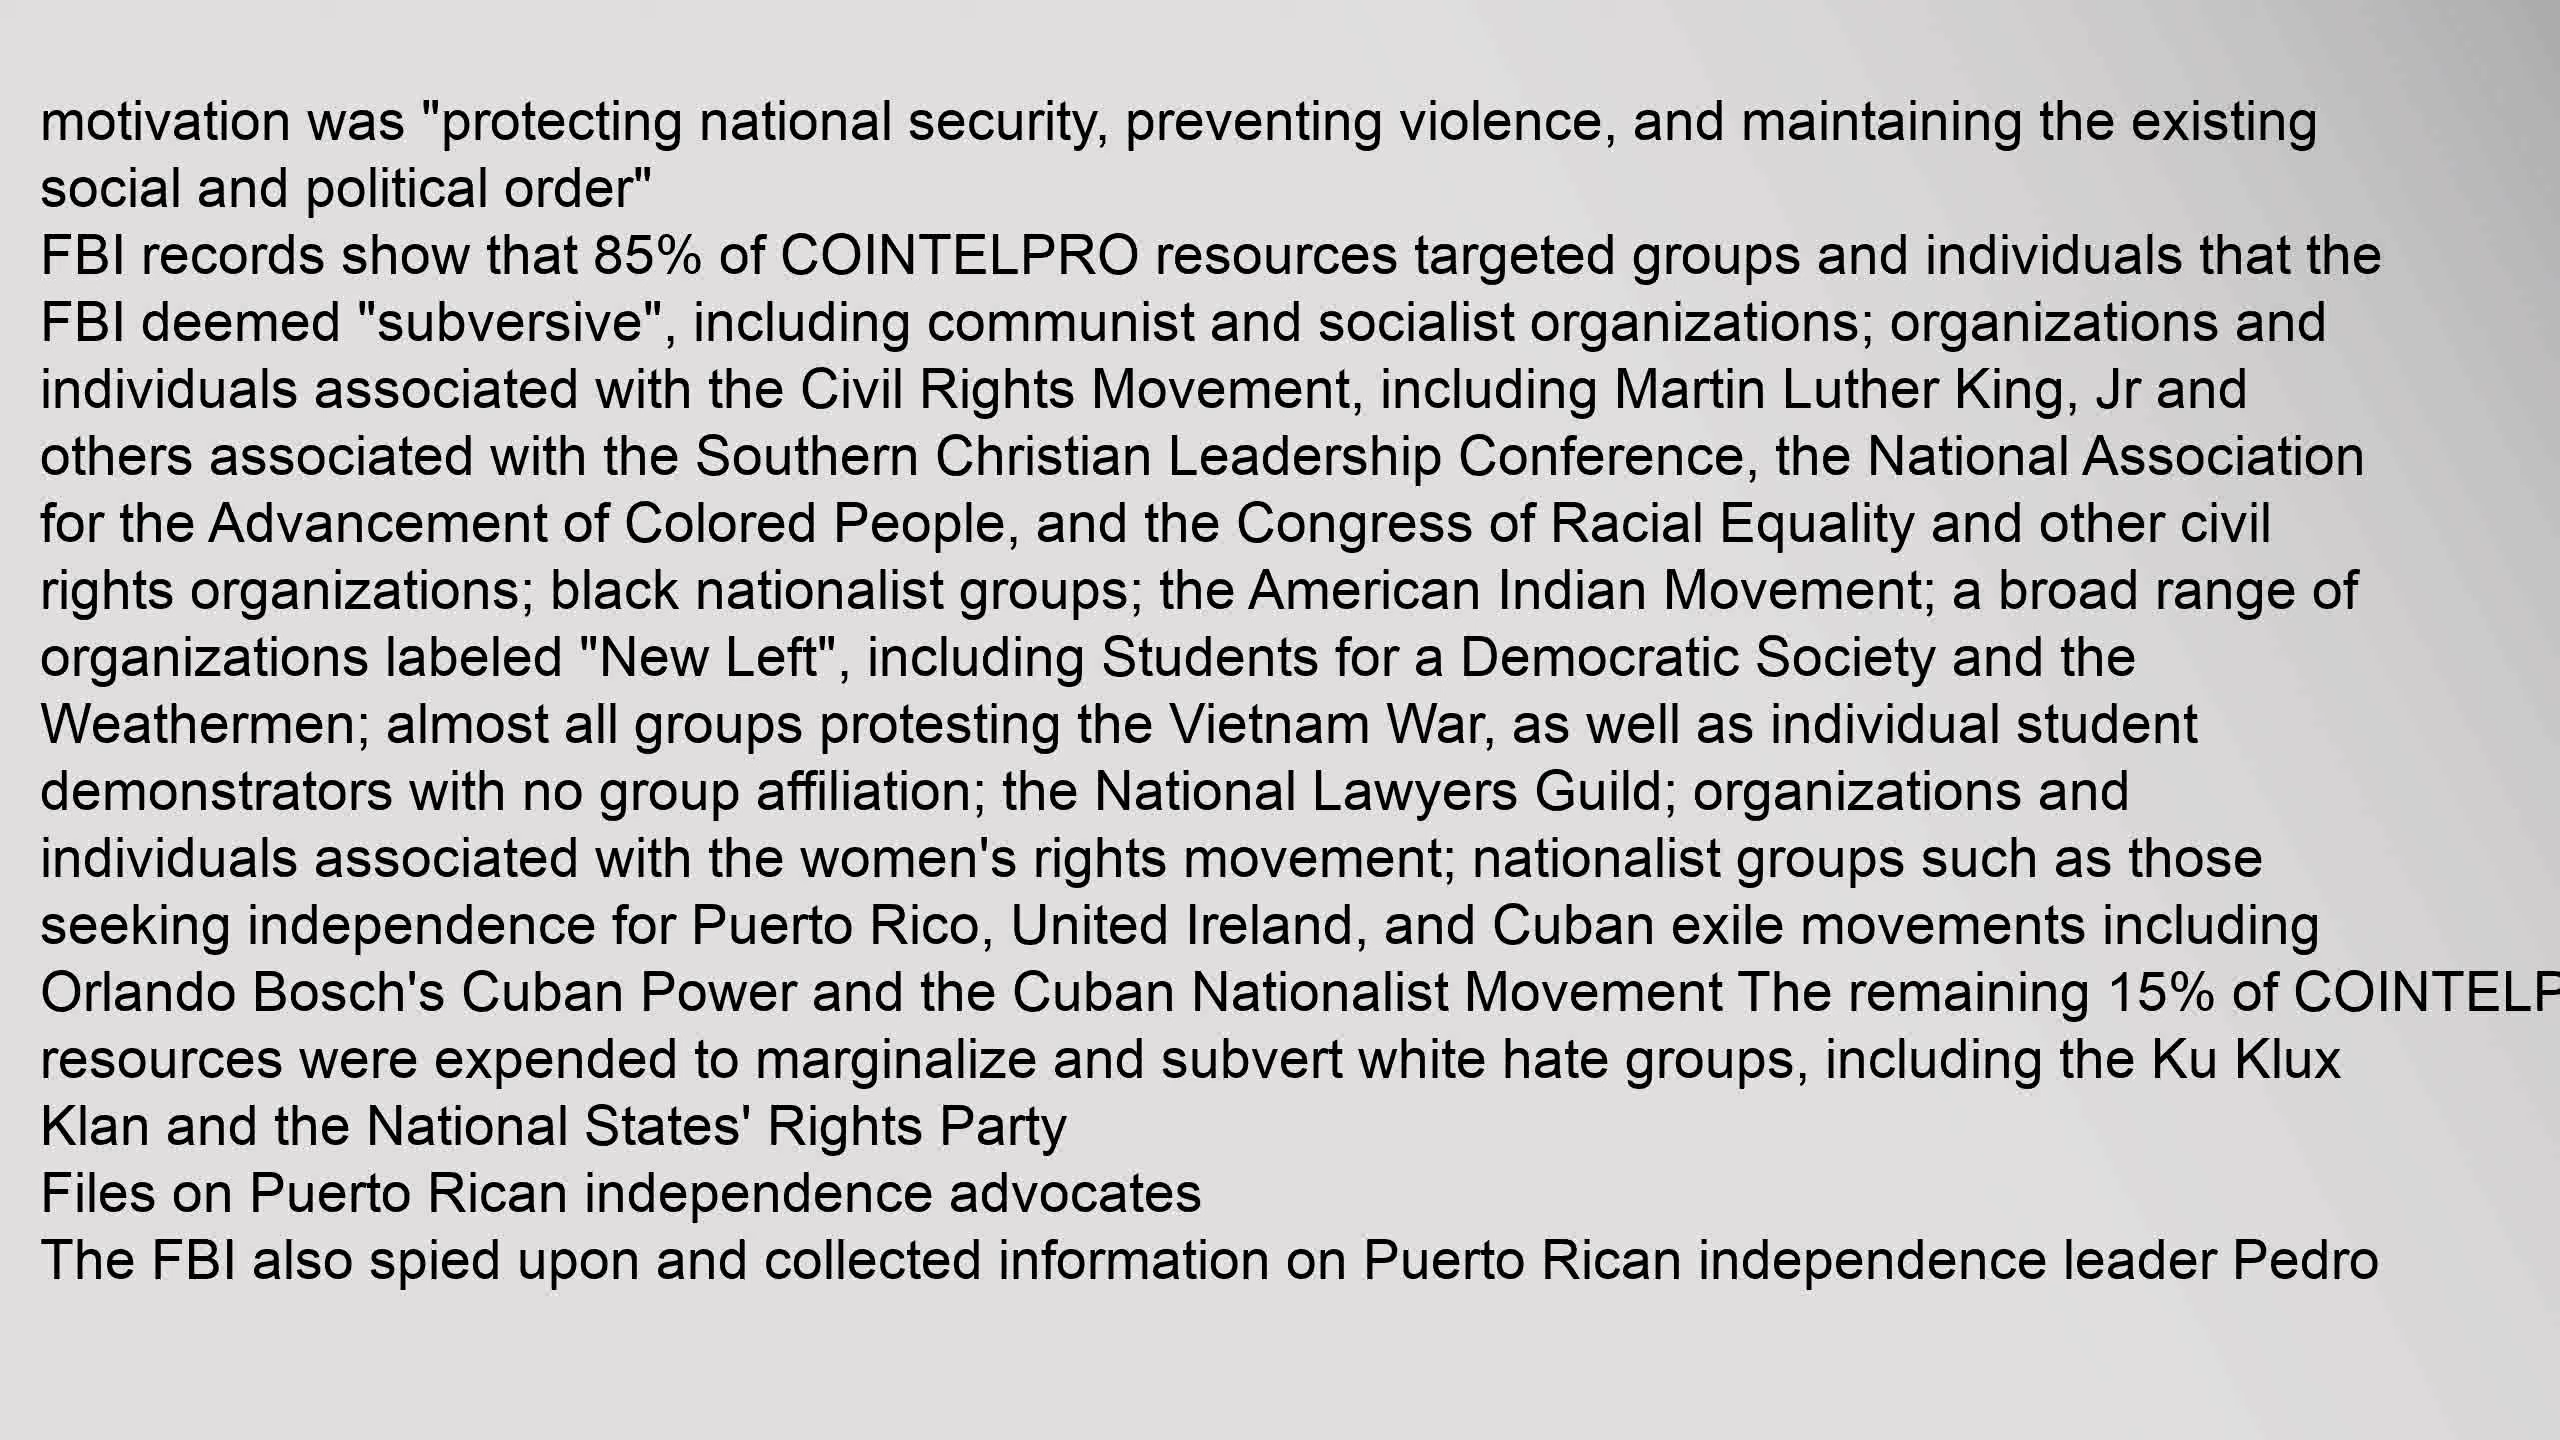 motivation was "protecting national security, preventing violence, and maintaining the existing
social and political order"
FBI records show that 85% of COINTELPRO resources targeted groups and individuals that the
FBI deemed "subversive", including communist and socialist organizations; organizations and
individuals associated with the Civil Rights Movement, including Martin Luther King, Jr and
others associated with the Southern Christian Leadership Conference, the National Association
for the Advancement of Colored People, and the Congress of Racial Equality and other civil
rights organizations; black nationalist groups; the American Indian Movement; a broad range of
organizations labeled "New Left", including Students for a Democratic Society and the
Weathermen; almost all groups protesting the Vietnam War, as well as individual student
demonstrators with no group affiliation; the National Lawyers Guild; organizations and
individuals associated with the women's rights movement; nationalist groups such as those
seeking independence for Puerto Rico, United Ireland, and Cuban exile movements including
Orlando Bosch's Cuban Power and the Cuban Nationalist Movement The remaining 15% of COINTELP
resources were expended to marginalize and subvert white hate groups, including the Ku Klux
Klan and the National States' Rights Party
Files on Puerto Rican independence advocates
The FBI also spied upon and collected information on Puerto Rican independence leader Pedro